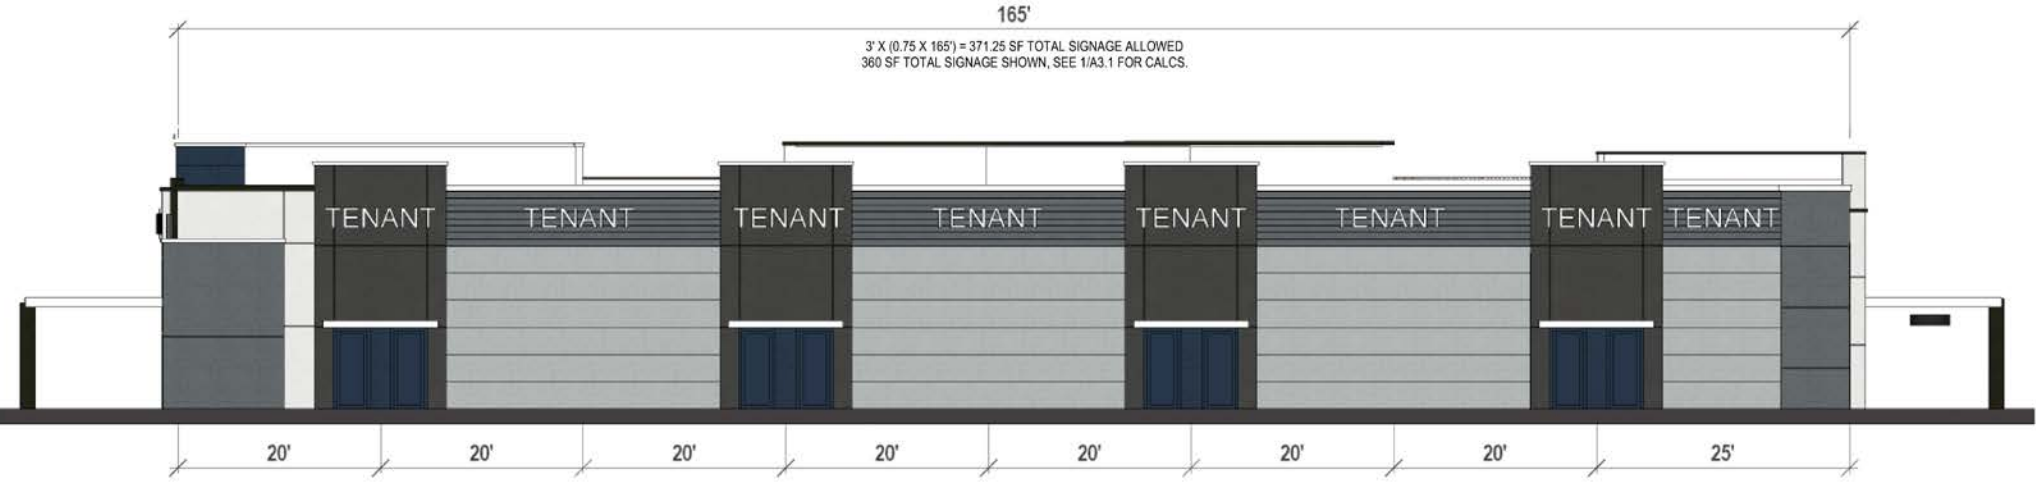 165'
3' X (0.75 X 165') = 371.25 SF TOTAL SIGNAGE ALLOWED
360 SF TOTAL SIGNAGE SHOWN, SEE 1/A3.1 FOR CALCS.
TENANT TENANT TENANT TENANT TENANT TENANT TENANT TENANT
20' 20' 20' 20' 20' 20' 20' 25'